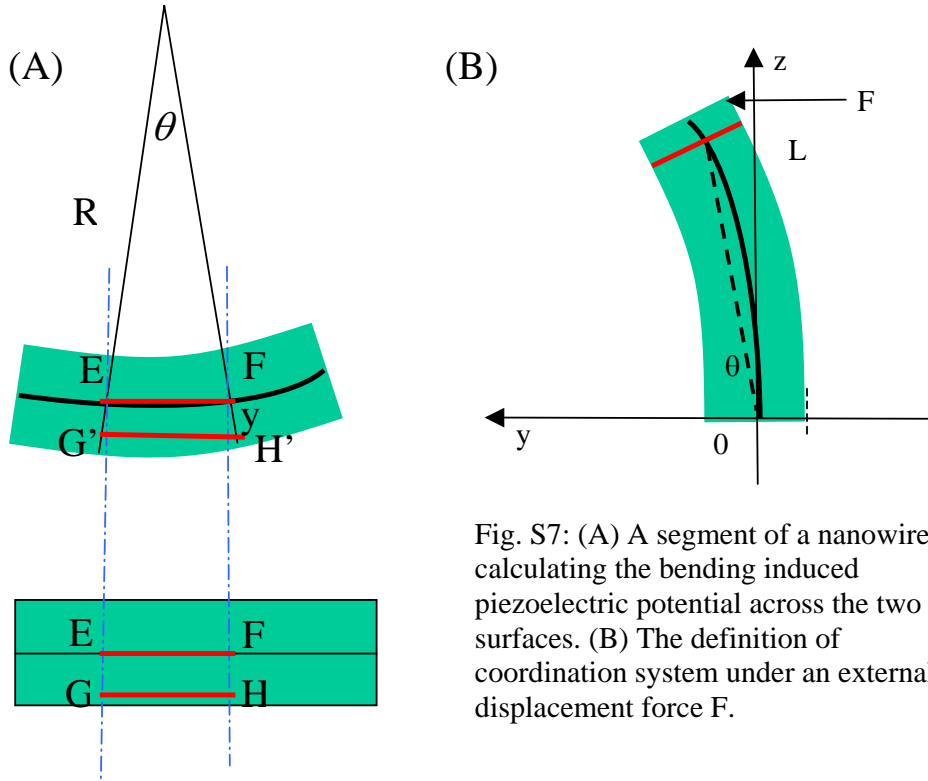 (A)
θ
R
E
F
y
G’
H’
E
F
G
H
(B)
z
F
L
θ
y
0
Fig. S7: (A) A segment of a nanowire
calculating the bending induced
piezoelectric potential across the two
surfaces. (B) The definition of
coordination system under an external
displacement force F.